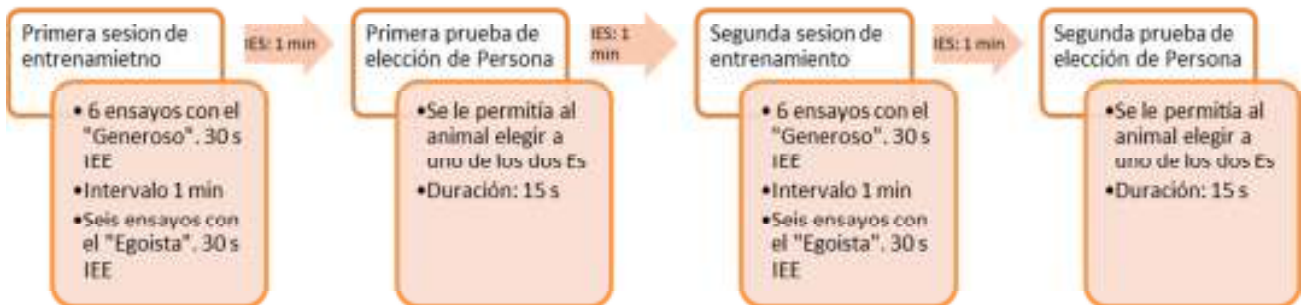 Primera sesion de
entrenamietno
• 6 ensayos con el
"Generoso". 30 s
IEE
•Intervalo 1 min
•Seis ensayos con
el "Egoista". 30 s
IEE
IES: 1 min
Primera prueba de
elección de Persona
•Se le permitía al
animal elegir a
uno de los dos Es
•Duración: 15 s
IES: 1
min
Segunda sesion de
entrenamiento
• 6 ensayos con el
"Generoso". 30 s
IEE
•Intervalo 1 min
•Seis ensayos con
el "Egoista". 30 s
IEE
IES: 1 min
Segunda prueba de
elección de Persona
•Se le permitía al
animal elegir a
uno de los dos Es
•Duración: 15 s